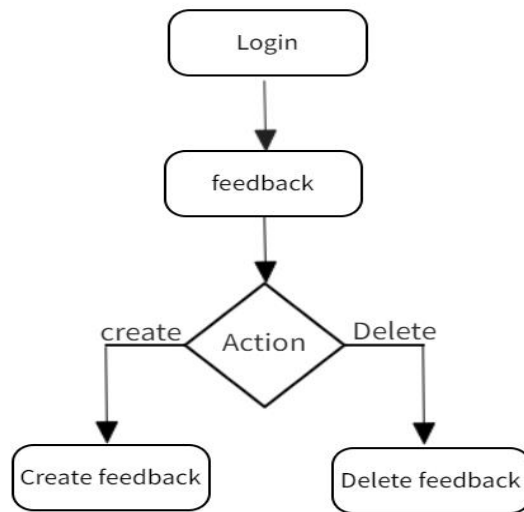 Login
feedback
create
Action
Delete
Create feedback
Delete feedback